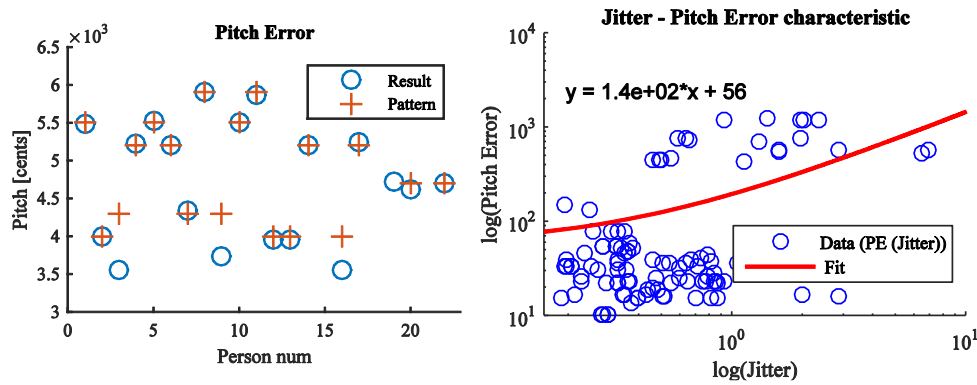 Pitch Error
×10³
6.5
6
5.5
5
4.5
4
3.5
3
0
5
10
15
20
Pitch [cents]
Person num
Result
Pattern
Jitter - Pitch Error characteristic
y = 1.4e+02*x + 56
10⁴
10³
10²
10¹
10⁰
10¹
log(Pitch Error)
log(Jitter)
Data (PE (Jitter))
Fit